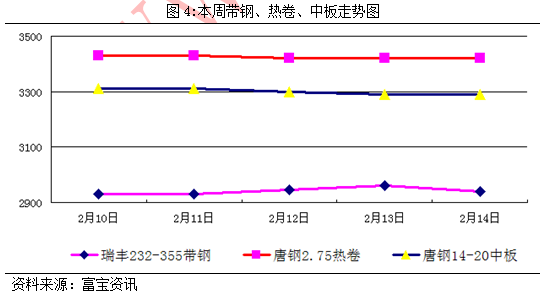 图 4:本周带钢、热卷、中板走势图
3500
3300
3100
2900
2月10日 2月11日 2月12日 2月13日 2月14日
瑞丰232-355带钢 唐钢2.75热卷 唐钢14-20中板
资料来源：富宝资讯